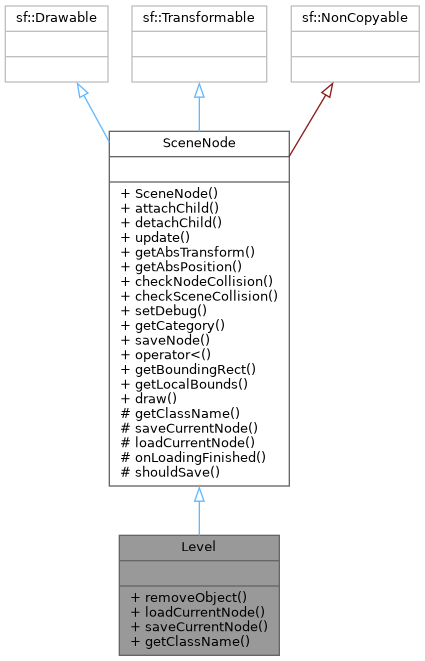 sf::Drawable
sf::Transformable
sf::NonCopyable
SceneNode
+ SceneNode()
+ attachChild()
+ detachChild()
+ update()
+ getAbsTransform()
+ getAbsPosition()
+ checkNodeCollision()
+ checkSceneCollision()
+ setDebug()
+ getCategory()
+ saveNode()
+ operator<()
+ getBoundingRect()
+ getLocalBounds()
+ draw()
# getClassName()
# saveCurrentNode()
# loadCurrentNode()
# onLoadingFinished()
# shouldSave()
Level
+ removeObject()
+ loadCurrentNode()
+ saveCurrentNode()
+ getClassName()